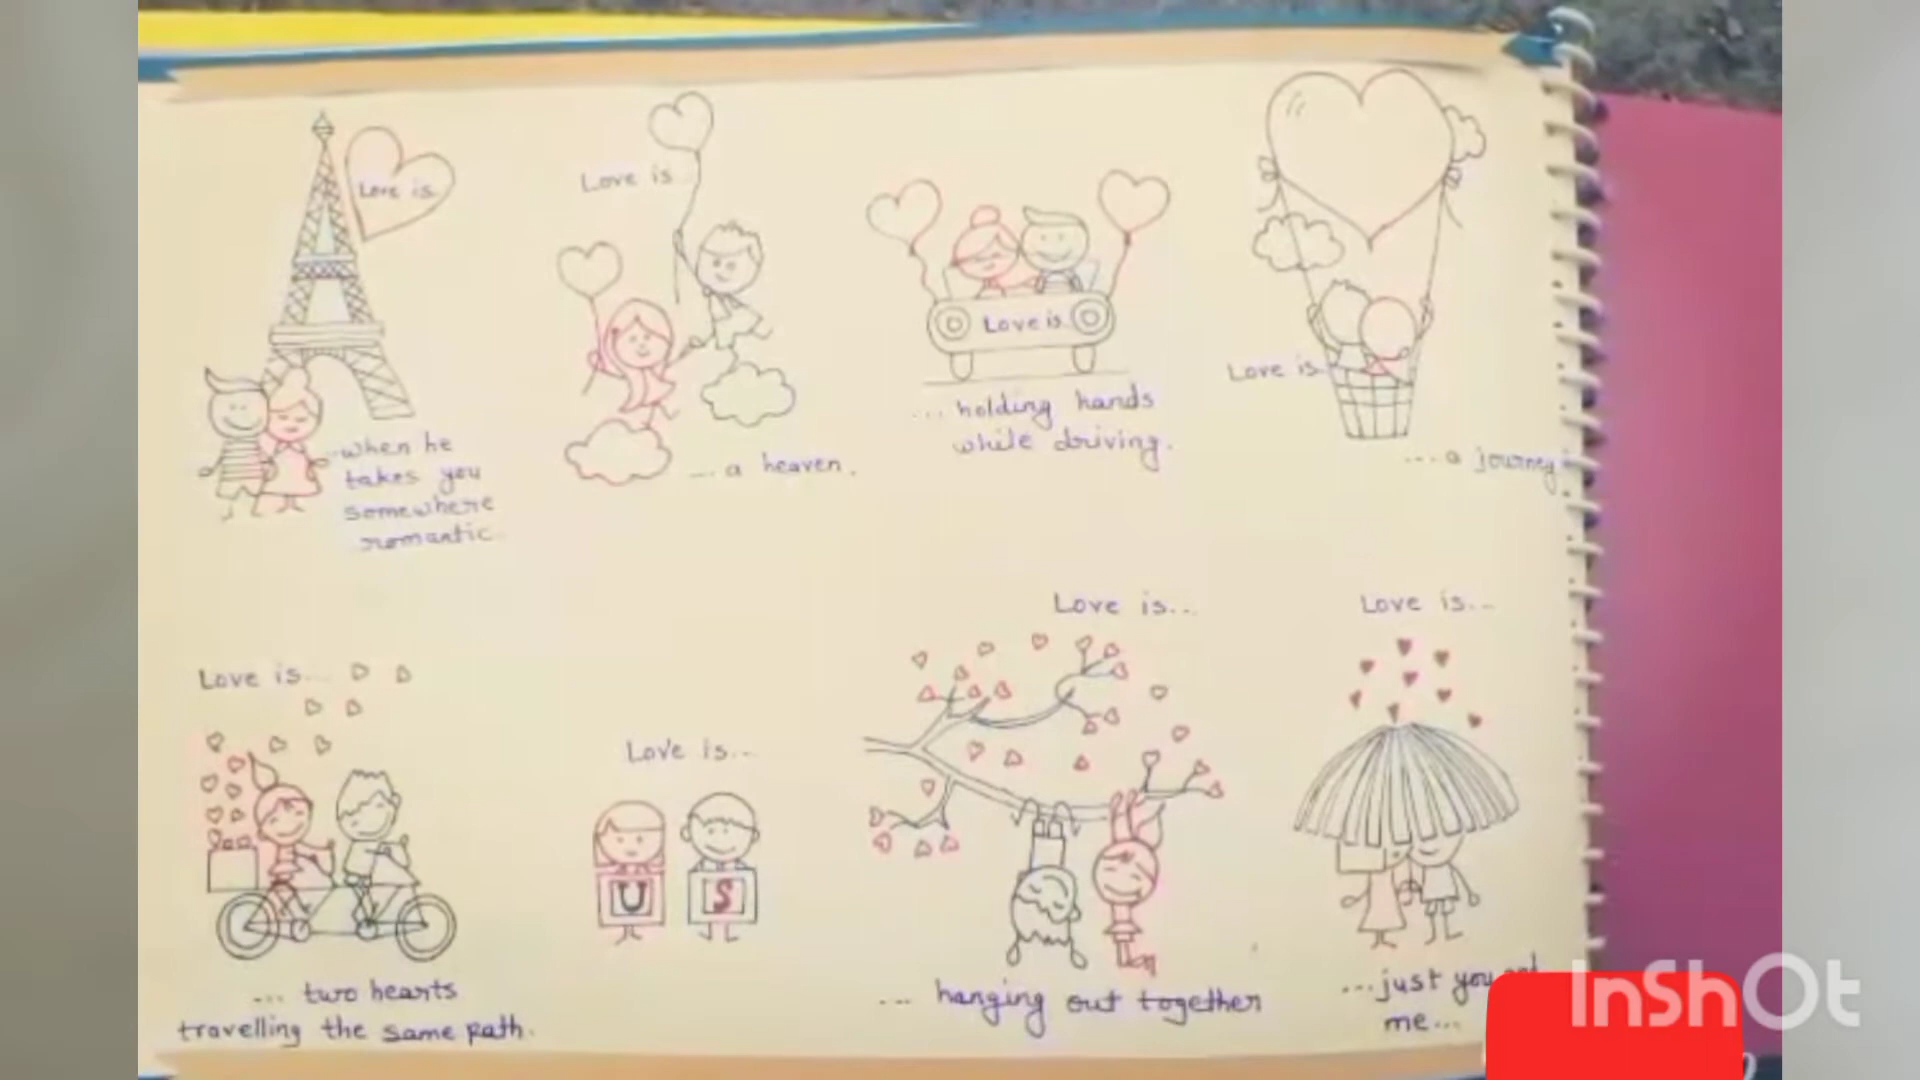 Love is.
...when he
takes you
somewhere
romantic.
Love is...
... a heaven.
Love is.
... holding hands
while driving.
Love is...
.... a journey
Love is...
... two hearts
travelling the same path.
Love is...
U S
Love is...
... hanging out together
Love is...
...just you and
me...
InShOt